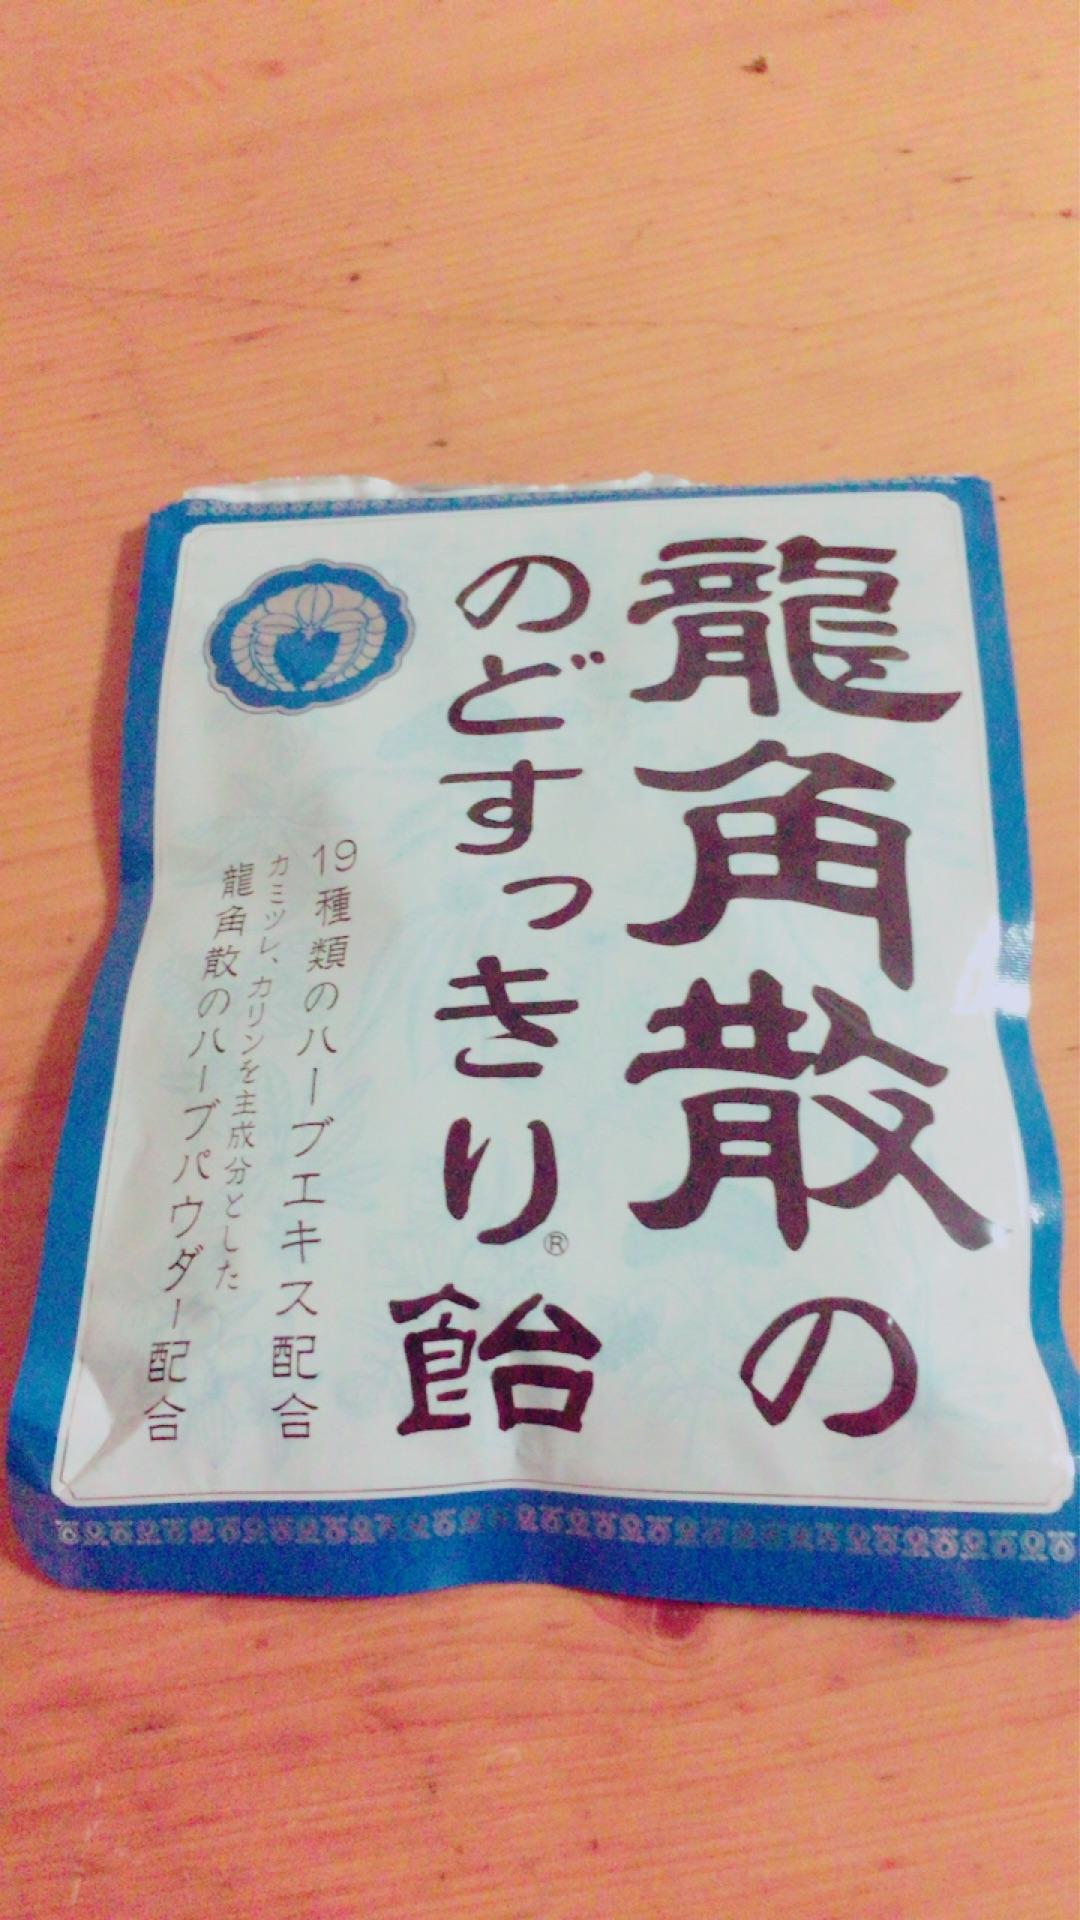 龍角散の
のどすっきり®飴
19種類のハーブエキス配合
カミツレ、カリンを主成分とした
龍角散のハーブパウダー配合